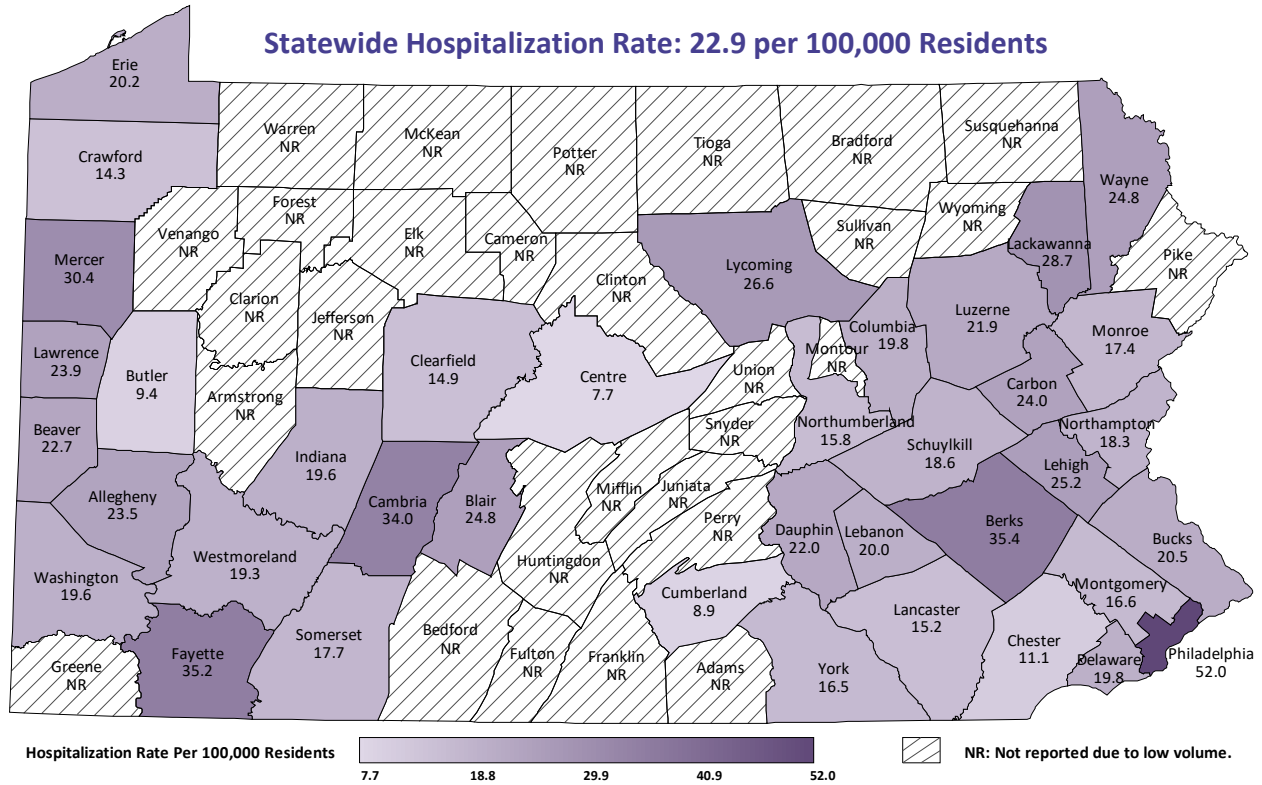 Statewide Hospitalization Rate: 22.9 per 100,000 Residents
Erie
20.2
Crawford
14.3
Warren
NR
McKean
NR
Potter
NR
Tioga
NR
Bradford
NR
Susquehanna
NR
Wayne
24.8
Mercer
30.4
Venango
NR
Forest
NR
Elk
NR
Cameron
NR
Clinton
NR
Lycoming
26.6
Sullivan
NR
Wyoming
NR
Lackawanna
28.7
Pike
NR
Clarion
NR
Jefferson
NR
Lawrence
23.9
Butler
9.4
Armstrong
NR
Clearfield
14.9
Centre
7.7
Union
NR
Montour
NR
Columbia
19.8
Luzerne
21.9
Monroe
17.4
Carbon
24.0
Beaver
22.7
Snyder
NR
Northumberland
15.8
Schuylkill
18.6
Northampton
18.3
Lehigh
25.2
Allegheny
23.5
Indiana
19.6
Cambria
34.0
Blair
24.8
Mifflin
NR
Juniata
NR
Perry
NR
Dauphin
22.0
Lebanon
20.0
Berks
35.4
Bucks
20.5
Washington
19.6
Westmoreland
19.3
Huntingdon
NR
Cumberland
8.9
Lancaster
15.2
Montgomery
16.6
Greene
NR
Fayette
35.2
Somerset
17.7
Bedford
NR
Fulton
NR
Franklin
NR
Adams
NR
York
16.5
Chester
11.1
Delaware
19.8
Philadelphia
52.0
Hospitalization Rate Per 100,000 Residents
7.7 18.8 29.9 40.9 52.0
NR: Not reported due to low volume.